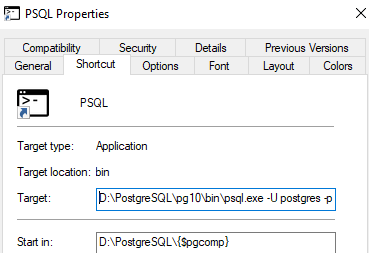 PSQL Properties
Compatibility Security Details Previous Versions
General Shortcut Options Font Layout Colors
PSQL
Target type: Application
Target location: bin
Target: D:\PostgreSQL\pg10\bin\psql.exe -U postgres -p
Start in: D:\PostgreSQL\{$pgcomp}